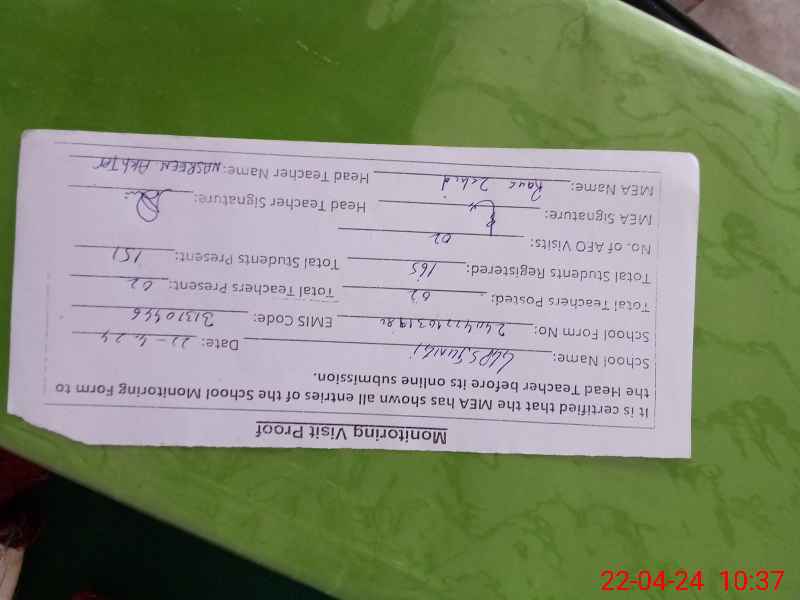 Monitoring Visit Proof
It is certified that the MEA has shown all entries of the School Monitoring Form to
the Head Teacher before its online submission.
School Name: GGPS Date: 22-4.24
School Form No: EMIS Code: 31310446
Total Teachers Posted: 02 Total Teachers Present: 02
Total Students Registered: 165 Total Students Present: 151
No. of AEO Visits: 02
MEA Signature: Head Teacher Signature:
MEA Name: Head Teacher Name: NASREEN AKHTAR
22-04-24 10:37